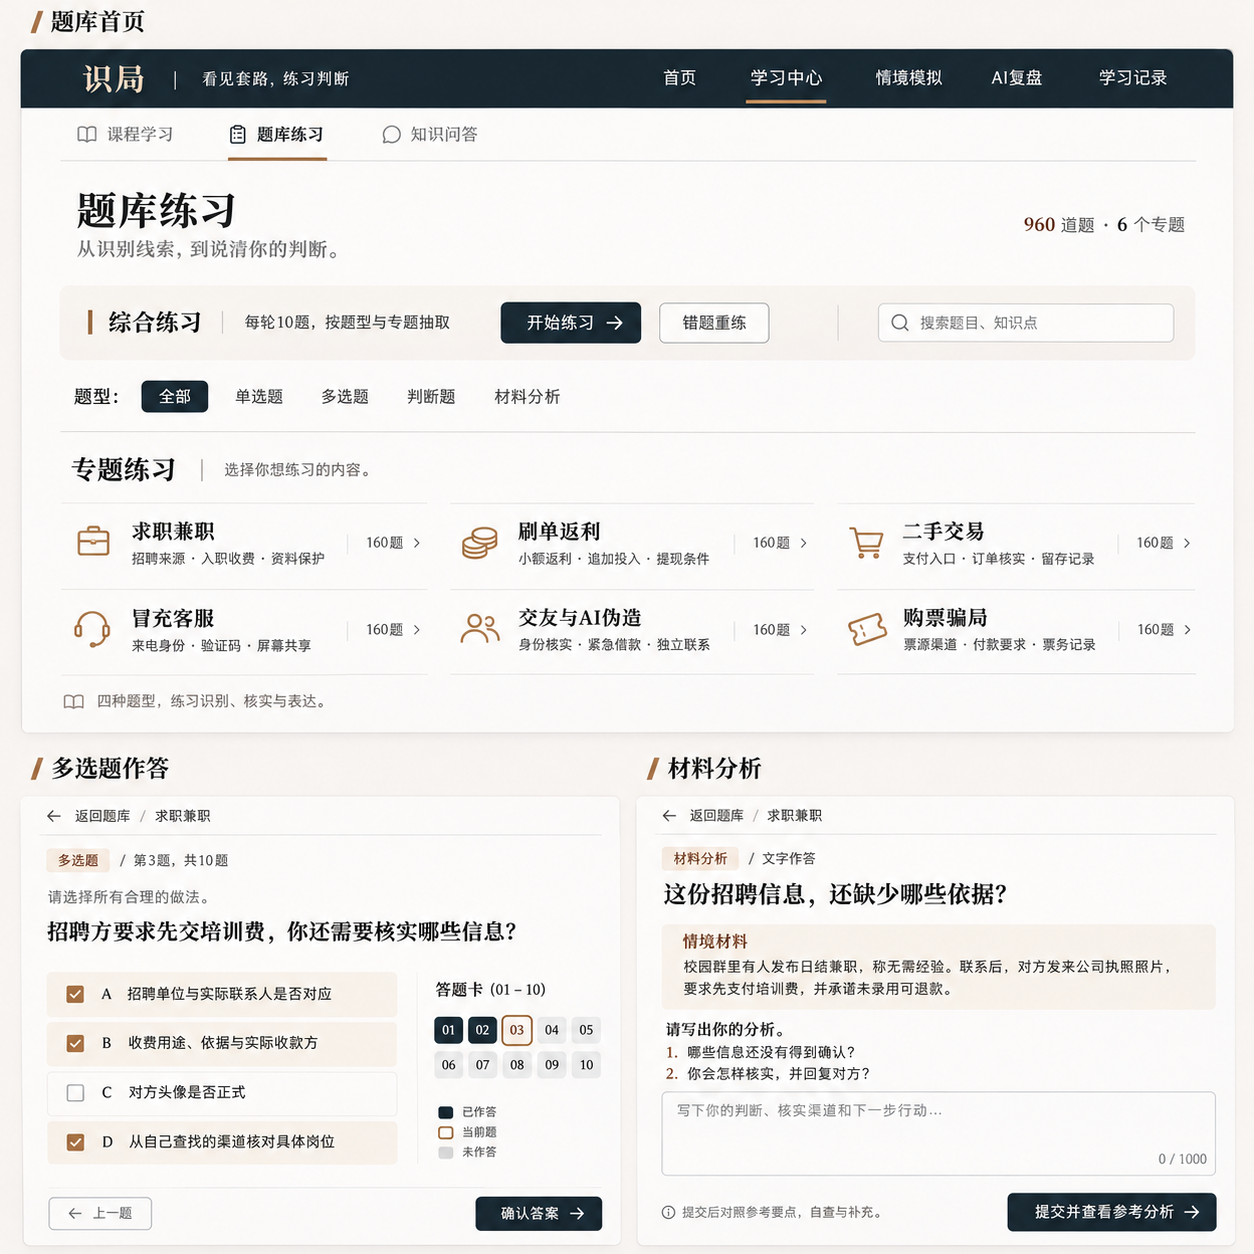 题库首页
识局 | 看见套路，练习判断 首页 学习中心 情境模拟 AI复盘 学习记录
课程学习 题库练习 知识问答
题库练习
从识别线索，到说清你的判断。
960 道题 · 6 个专题
综合练习 每轮10题，按题型与专题抽取 开始练习 → 错题重练 搜索题目、知识点
题型： 全部 单选题 多选题 判断题 材料分析
专题练习 | 选择你想练习的内容。
求职兼职
招聘来源 · 入职收费 · 资料保护
160题 >
刷单返利
小额返利 · 追加投入 · 提现条件
160题 >
二手交易
支付入口 · 订单核实 · 留存记录
160题 >
冒充客服
来电身份 · 验证码 · 屏幕共享
160题 >
交友与AI伪造
身份核实 · 紧急借款 · 独立联系
160题 >
购票骗局
票源渠道 · 付款要求 · 票务记录
160题 >
四种题型，练习识别、核实与表达。
多选题作答
← 返回题库 / 求职兼职
多选题 / 第3题，共10题
请选择所有合理的做法。
招聘方要求先交培训费，你还需要核实哪些信息？
A 招聘单位与实际联系人是否对应
B 收费用途、依据与实际收款方
C 对方头像是否正式
D 从自己查找的渠道核对具体岗位
答题卡（01 – 10）
01 02 03 04 05
06 07 08 09 10
已作答
当前题
未作答
← 上一题 确认答案 →
材料分析
← 返回题库 / 求职兼职
材料分析 / 文字作答
这份招聘信息，还缺少哪些依据？
情境材料
校园群里有人发布日结兼职，称无需经验。联系后，对方发来公司执照照片，
要求先支付培训费，并承诺未录用可退款。
请写出你的分析。
1. 哪些信息还没有得到确认？
2. 你会怎样核实，并回复对方？
写下你的判断、核实渠道和下一步行动…
0 / 1000
提交后对照参考要点，自查与补充。 提交并查看参考分析 →